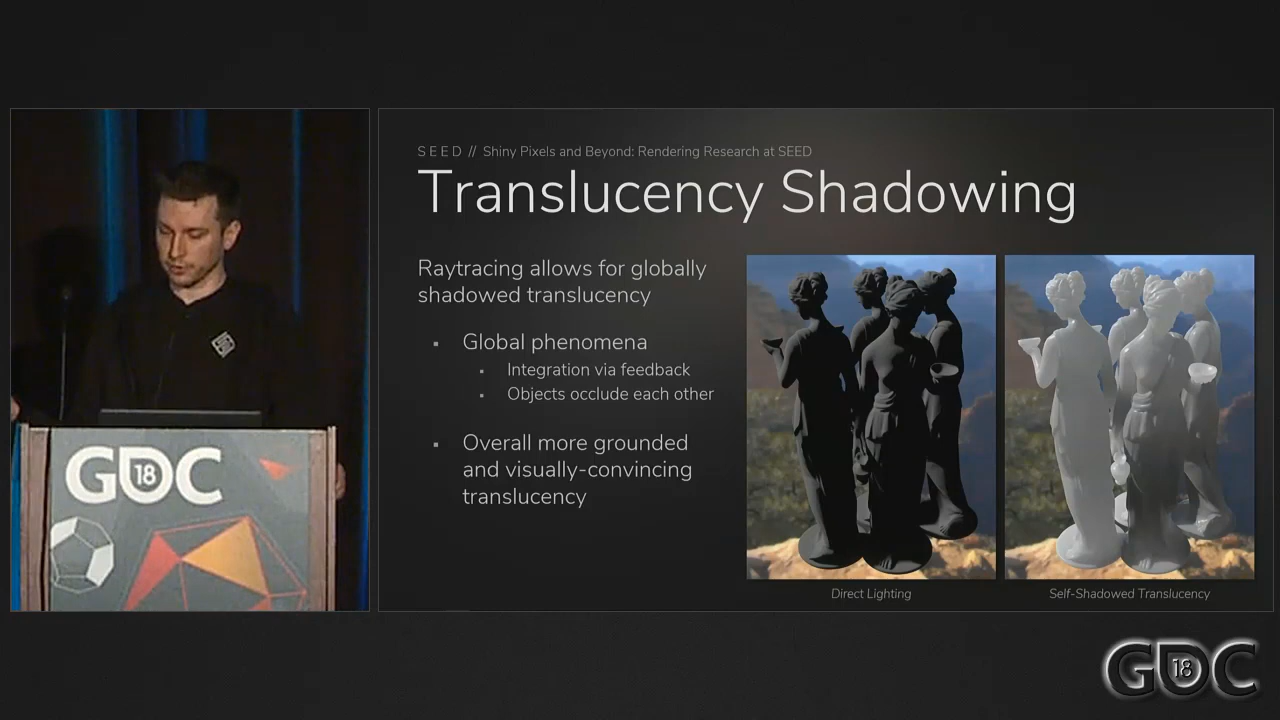 SEED // Shiny Pixels and Beyond: Rendering Research at SEED
Translucency Shadowing
Raytracing allows for globally
shadowed translucency
▪ Global phenomena
▪ Integration via feedback
▪ Objects occlude each other
▪ Overall more grounded
and visually-convincing
translucency
Direct Lighting
Self-Shadowed Translucency
GDC
18
GDC
18